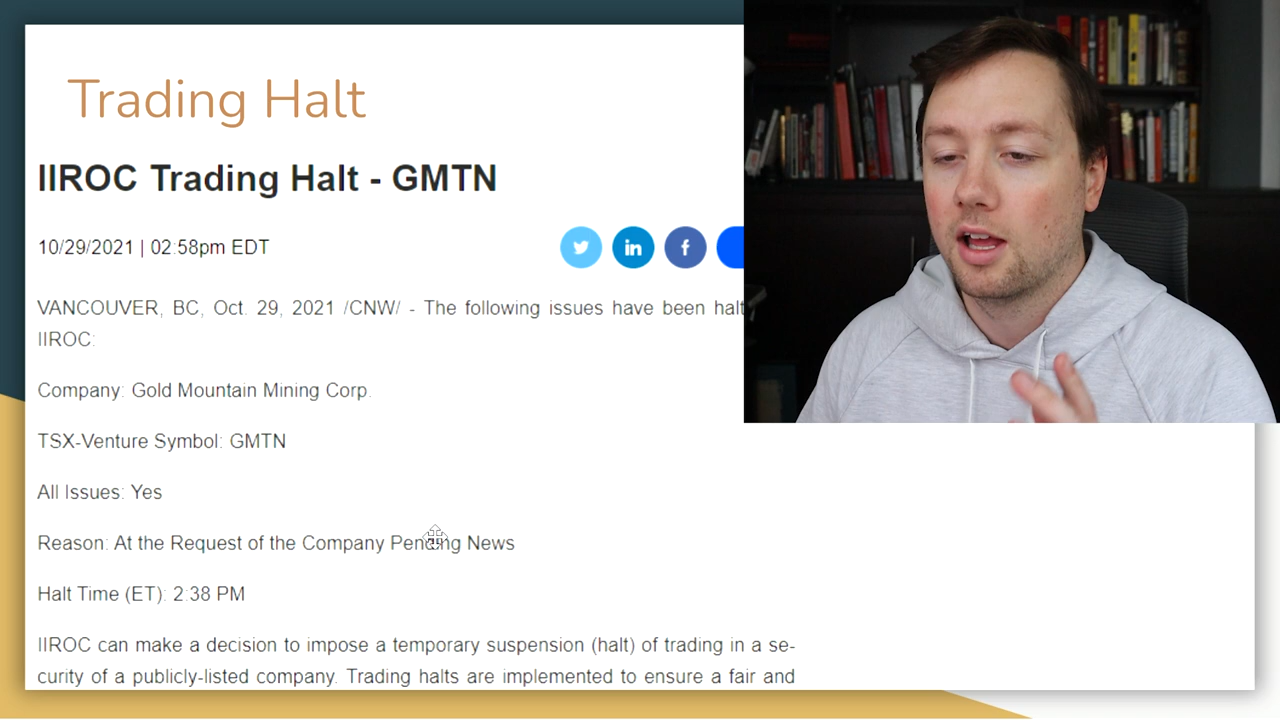 Trading Halt
IIROC Trading Halt - GMTN
10/29/2021 | 02:58pm EDT
in f
VANCOUVER, BC, Oct. 29, 2021 /CNW/ - The following issues have been halt
IIROC:
Company: Gold Mountain Mining Corp.
TSX-Venture Symbol: GMTN
All Issues: Yes
Reason: At the Request of the Company Pending News
Halt Time (ET): 2:38 PM
IIROC can make a decision to impose a temporary suspension (halt) of trading in a se-
curity of a publicly-listed company. Trading halts are implemented to ensure a fair and